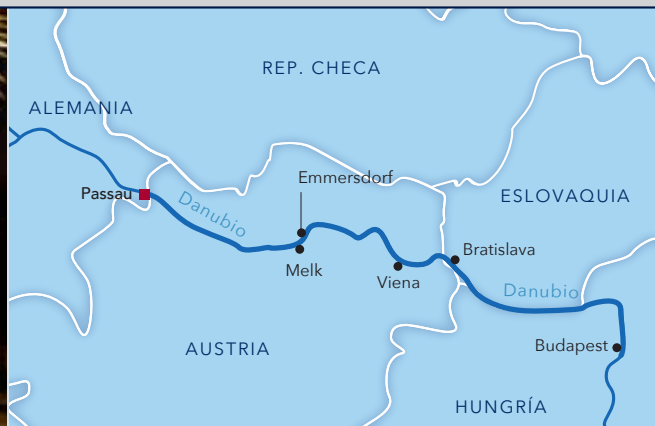 REP. CHECA
ALEMANIA
Emmersdorf
Passau
Danubio
ESLOVAQUIA
Bratislava
Melk
Viena
Danubio
AUSTRIA
Budapest
HUNGRÍA